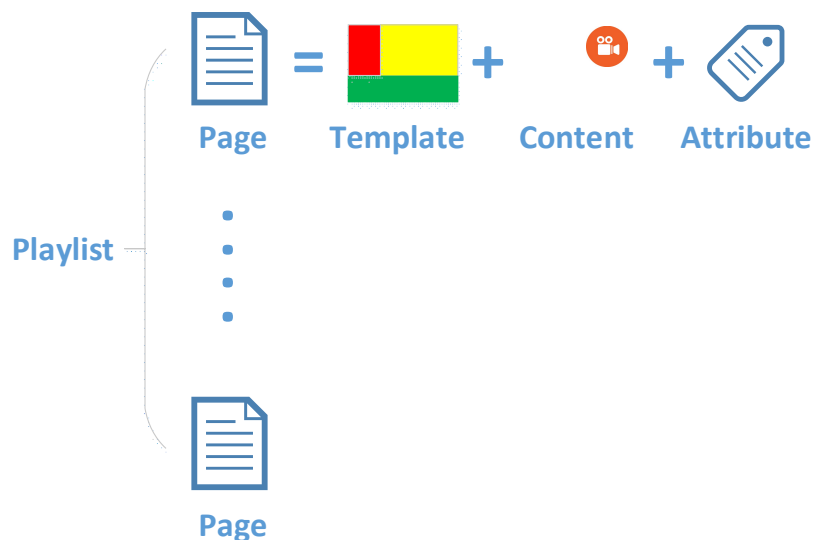 = + +
Page Template Content Attribute
Playlist
Page